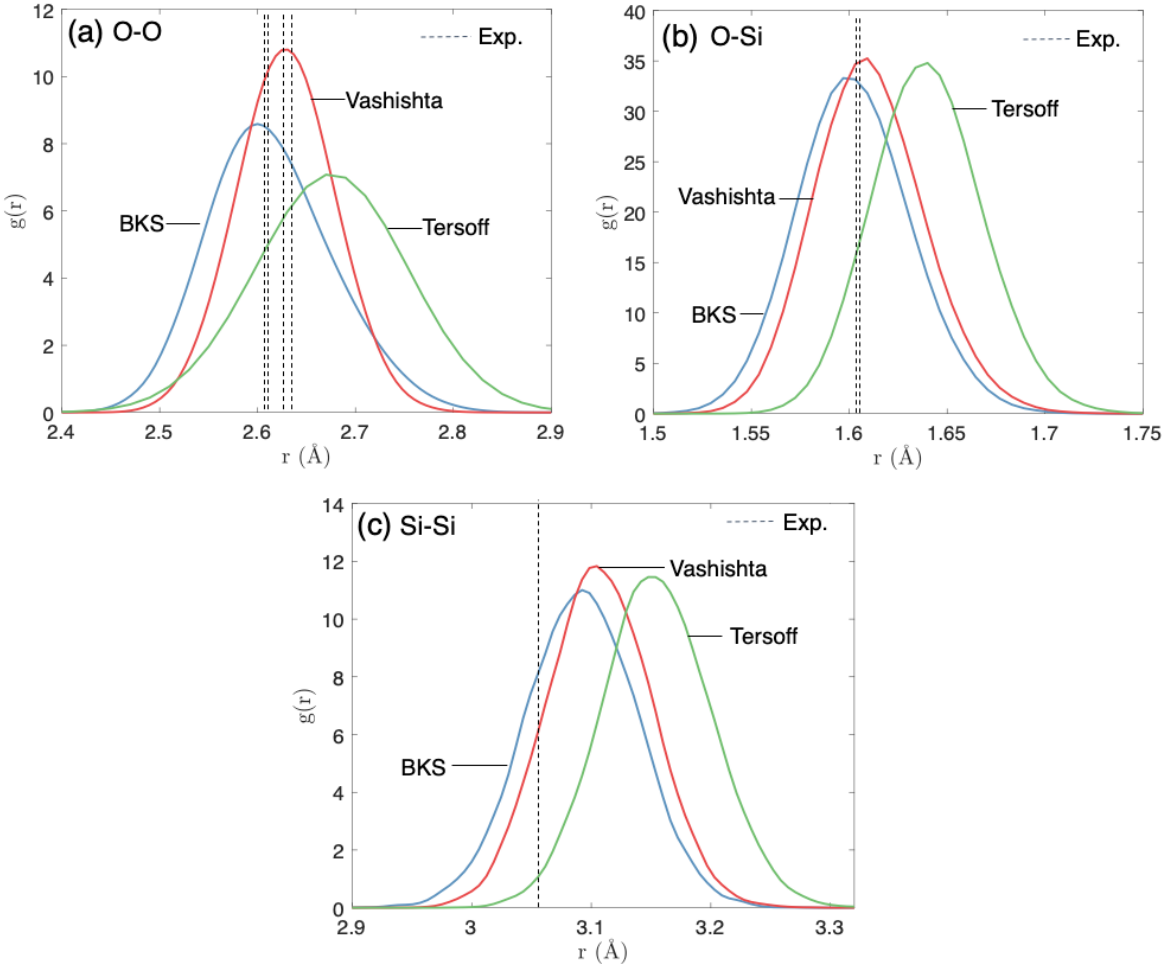 (a) O-O
Exp.
Vashishta
BKS
Tersoff
g(r)
12
10
8
6
4
2
0
2.4 2.5 2.6 2.7 2.8 2.9
r (Å)
(b) O-Si
Exp.
Tersoff
Vashishta
BKS
g(r)
40
35
30
25
20
15
10
5
0
1.5 1.55 1.6 1.65 1.7 1.75
r (Å)
(c) Si-Si
Exp.
Vashishta
Tersoff
BKS
g(r)
14
12
10
8
6
4
2
0
2.9 3 3.1 3.2 3.3
r (Å)